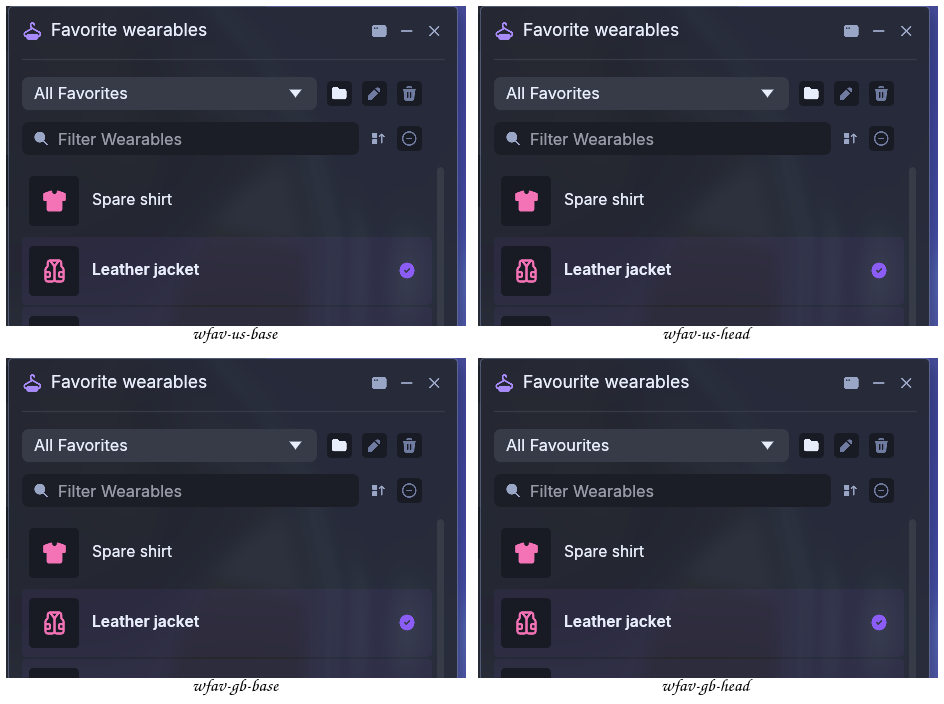 Favorite wearables
All Favorites
Filter Wearables
Spare shirt
Leather jacket
wfav-us-base
Favorite wearables
All Favorites
Filter Wearables
Spare shirt
Leather jacket
wfav-us-head
Favorite wearables
All Favorites
Filter Wearables
Spare shirt
Leather jacket
wfav-gb-base
Favourite wearables
All Favourites
Filter Wearables
Spare shirt
Leather jacket
wfav-gb-head